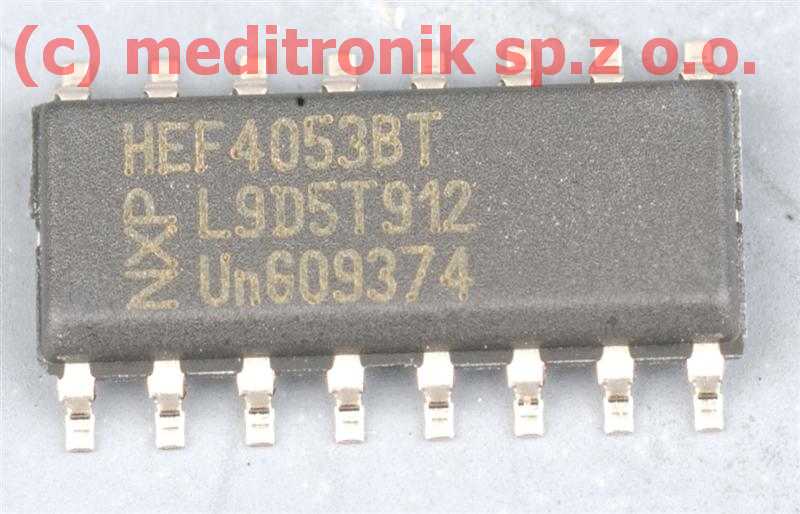 (c) meditronik sp.z o.o.
HEF4053BT
NXP
L9D5T912
Un609374